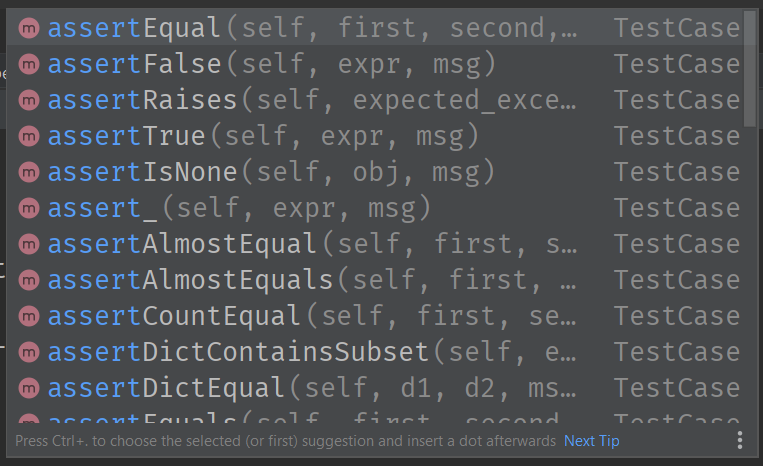 m assertEqual(self, first, second,… TestCase
m assertFalse(self, expr, msg) TestCase
m assertRaises(self, expected_exce… TestCase
m assertTrue(self, expr, msg) TestCase
m assertIsNone(self, obj, msg) TestCase
m assert_(self, expr, msg) TestCase
m assertAlmostEqual(self, first, s… TestCase
m assertAlmostEquals(self, first, … TestCase
m assertCountEqual(self, first, se… TestCase
m assertDictContainsSubset(self, e… TestCase
m assertDictEqual(self, d1, d2, ms… TestCase
m assertEquals(self, first, second… TestCase
Press Ctrl+. to choose the selected (or first) suggestion and insert a dot afterwards Next Tip